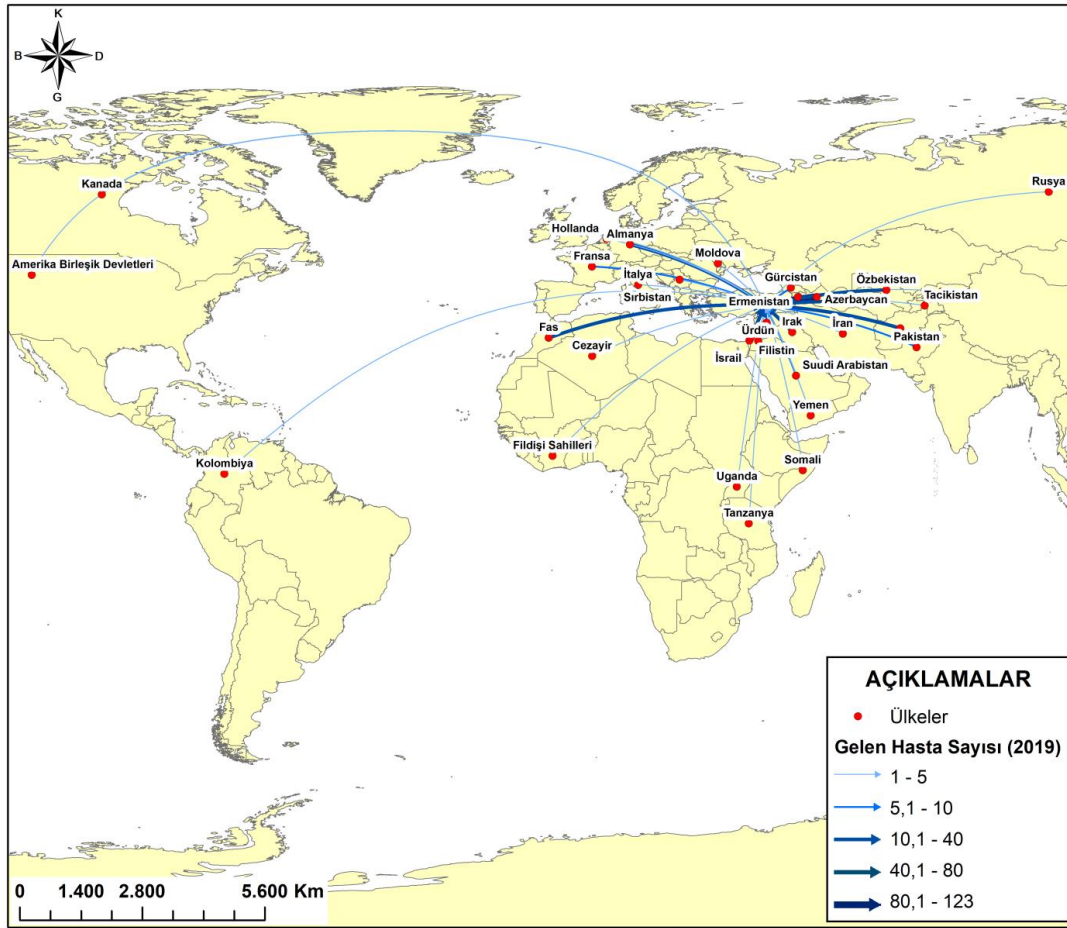 K
B
D
G
Kanada
Rusya
Hollanda
Almanya
Fransa
Moldova
Amerika Birleşik Devletleri
İtalya
Gürcistan
Özbekistan
Sırbistan
Ermenistan
Azerbaycan
Tacikistan
Fas
Ürdün
Irak
İran
Cezayir
Pakistan
İsrail
Filistin
Suudi Arabistan
Yemen
Fildişi Sahilleri
Kolombiya
Somali
Uganda
Tanzanya
AÇIKLAMALAR
Ülkeler
Gelen Hasta Sayısı (2019)
1 - 5
5,1 - 10
10,1 - 40
40,1 - 80
80,1 - 123
0 1.400 2.800 5.600 Km